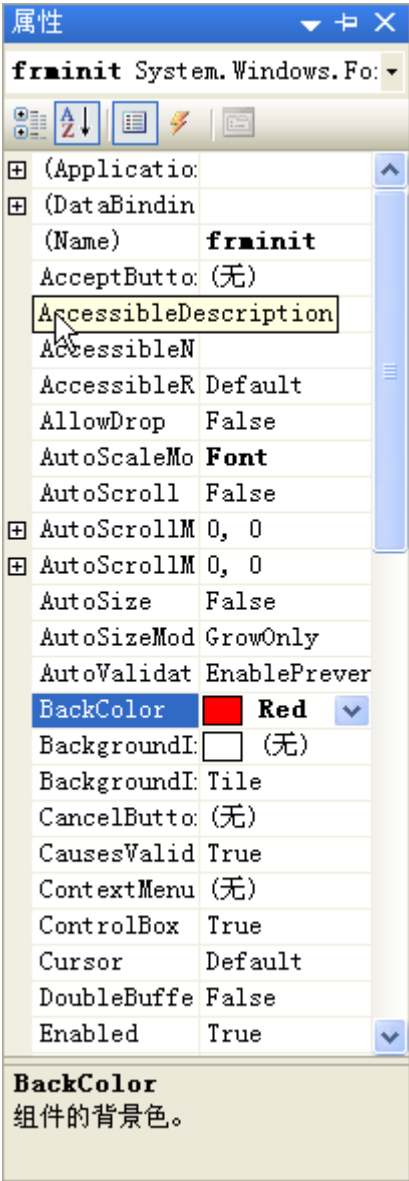 属性
frminit System.Windows.Fo
(Applicatio
(DataBindin
(Name) frminit
AcceptButto (无)
AccessibleDescription
AccessibleN
AccessibleR Default
AllowDrop False
AutoScaleMo Font
AutoScroll False
AutoScrollM 0, 0
AutoScrollM 0, 0
AutoSize False
AutoSizeMod GrowOnly
AutoValidat EnablePrever
BackColor Red
BackgroundI (无)
BackgroundI Tile
CancelButto (无)
CausesValid True
ContextMenu (无)
ControlBox True
Cursor Default
DoubleBuffe False
Enabled True
BackColor
组件的背景色。